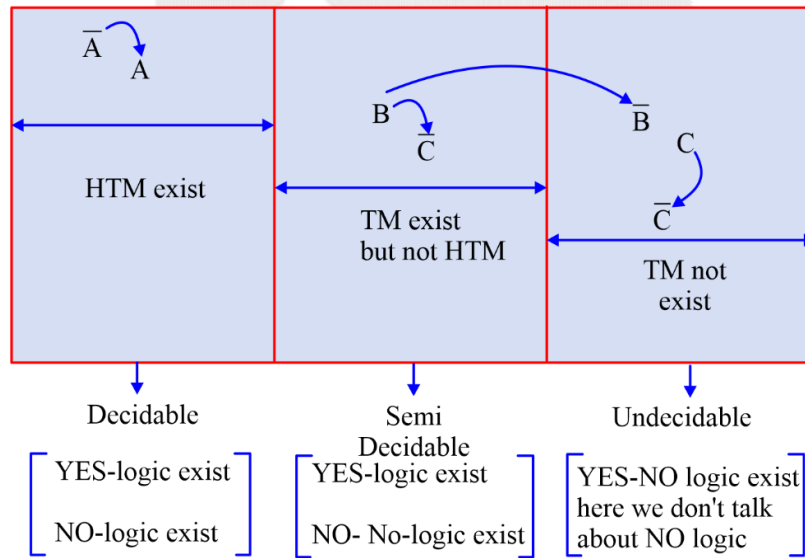 A̅ A
HTM exist
B C̅
TM exist
but not HTM
B̅
C
C̅
TM not
exist
Decidable
YES-logic exist
NO-logic exist
Semi
Decidable
YES-logic exist
NO- No-logic exist
Undecidable
YES-NO logic exist
here we don't talk
about NO logic